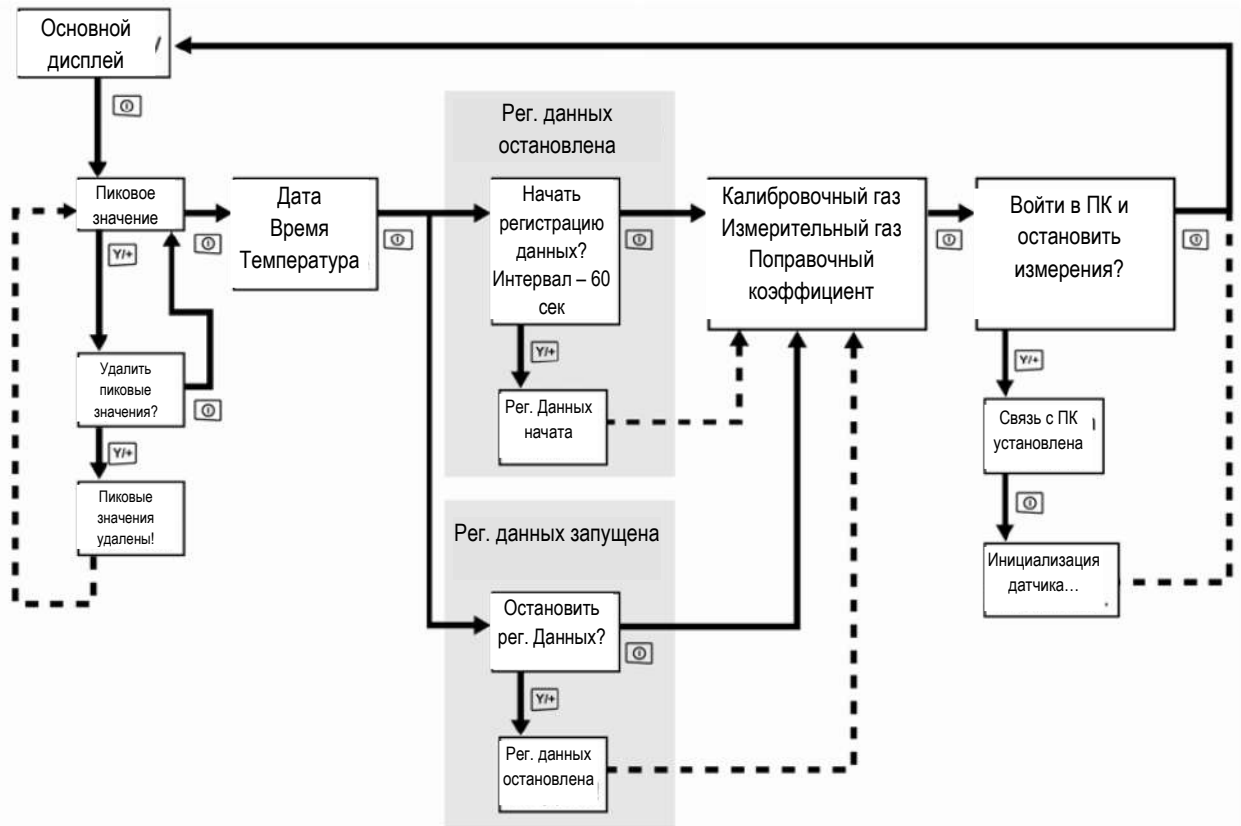 Основной
дисплей
Пиковое
значение
Y/+
Удалить
пиковые
значения?
Y/+
Пиковые
значения
удалены!
Дата
Время
Температура
Рег. данных
остановлена
Начать
регистрацию
данных?
Интервал – 60
сек
Y/+
Рег. Данных
начата
Рег. данных запущена
Остановить
рег. Данных?
Y/+
Рег. данных
остановлена
Калибровочный газ
Измерительный газ
Поправочный
коэффициент
Войти в ПК и
остановить
измерения?
Y/+
Связь с ПК
установлена
Инициализация
датчика…